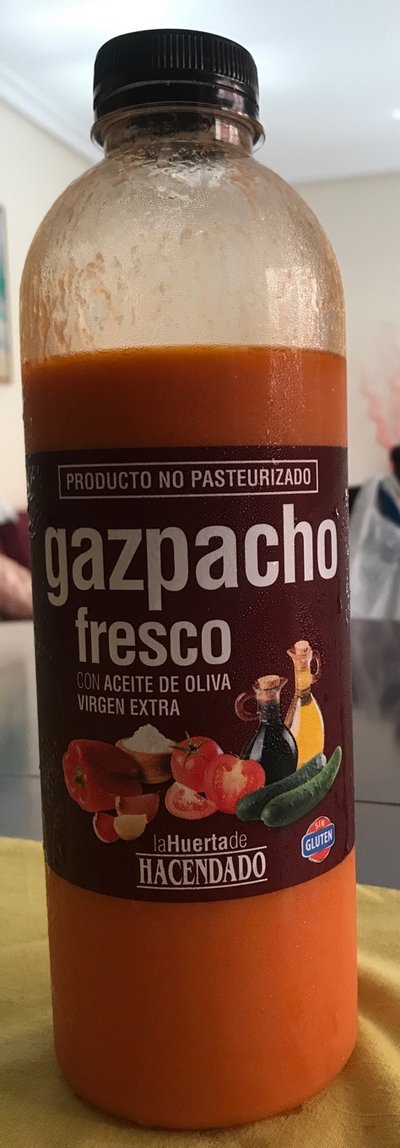 PRODUCTO NO PASTEURIZADO
gazpacho
fresco
CON ACEITE DE OLIVA
VIRGEN EXTRA
laHuertade
HACENDADO
SIN
GLUTEN